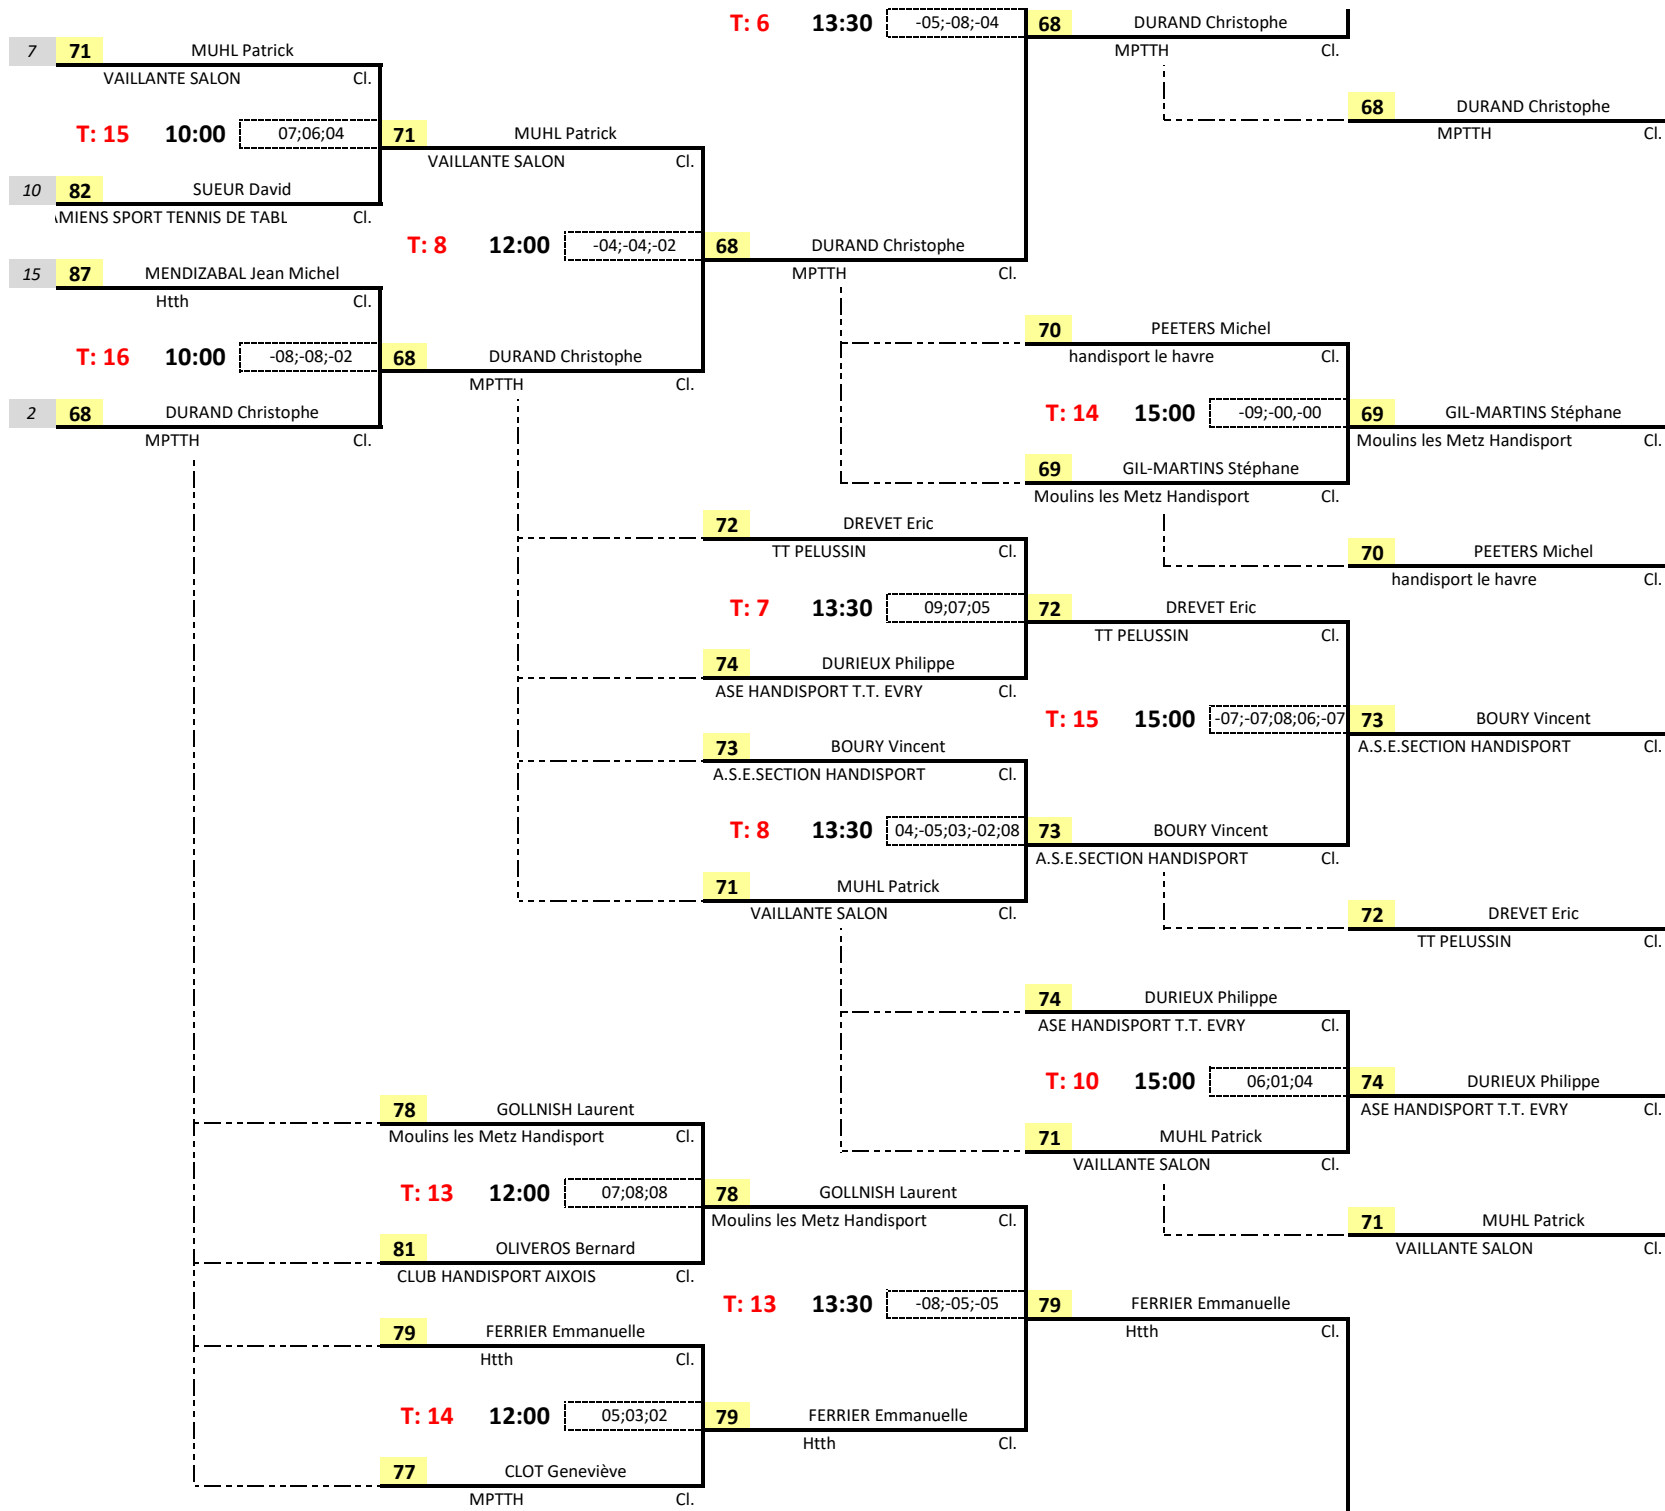 T: 6 13:30 -05;-08;-04 68 DURAND Christophe
MPTTH Cl.
7 71 MUHL Patrick
VAILLANTE SALON Cl.
68 DURAND Christophe
MPTTH Cl.
T: 15 10:00 07;06;04 71 MUHL Patrick
VAILLANTE SALON Cl.
10 82 SUEUR David
AMIENS SPORT TENNIS DE TABL Cl.
T: 8 12:00 -04;-04;-02 68 DURAND Christophe
MPTTH Cl.
15 87 MENDIZABAL Jean Michel
Htth Cl.
70 PEETERS Michel
handisport le havre Cl.
T: 16 10:00 -08;-08;-02 68 DURAND Christophe
MPTTH Cl.
2 68 DURAND Christophe
MPTTH Cl.
T: 14 15:00 -09;-00,-00 69 GIL-MARTINS Stéphane
Moulins les Metz Handisport Cl.
69 GIL-MARTINS Stéphane
Moulins les Metz Handisport Cl.
72 DREVET Eric
TT PELUSSIN Cl.
70 PEETERS Michel
handisport le havre Cl.
T: 7 13:30 09;07;05 72 DREVET Eric
TT PELUSSIN Cl.
74 DURIEUX Philippe
ASE HANDISPORT T.T. EVRY Cl.
T: 15 15:00 -07;-07;08;06;-07 73 BOURY Vincent
A.S.E.SECTION HANDISPORT Cl.
73 BOURY Vincent
A.S.E.SECTION HANDISPORT Cl.
T: 8 13:30 04;-05;03;-02;08 73 BOURY Vincent
A.S.E.SECTION HANDISPORT Cl.
71 MUHL Patrick
VAILLANTE SALON Cl.
72 DREVET Eric
TT PELUSSIN Cl.
74 DURIEUX Philippe
ASE HANDISPORT T.T. EVRY Cl.
T: 10 15:00 06;01;04 74 DURIEUX Philippe
ASE HANDISPORT T.T. EVRY Cl.
78 GOLLNISH Laurent
Moulins les Metz Handisport Cl.
71 MUHL Patrick
VAILLANTE SALON Cl.
T: 13 12:00 07;08;08 78 GOLLNISH Laurent
Moulins les Metz Handisport Cl.
71 MUHL Patrick
VAILLANTE SALON Cl.
81 OLIVEROS Bernard
CLUB HANDISPORT AIXOIS Cl.
T: 13 13:30 -08;-05;-05 79 FERRIER Emmanuelle
Htth Cl.
79 FERRIER Emmanuelle
Htth Cl.
T: 14 12:00 05;03;02 79 FERRIER Emmanuelle
Htth Cl.
77 CLOT Geneviève
MPTTH Cl.